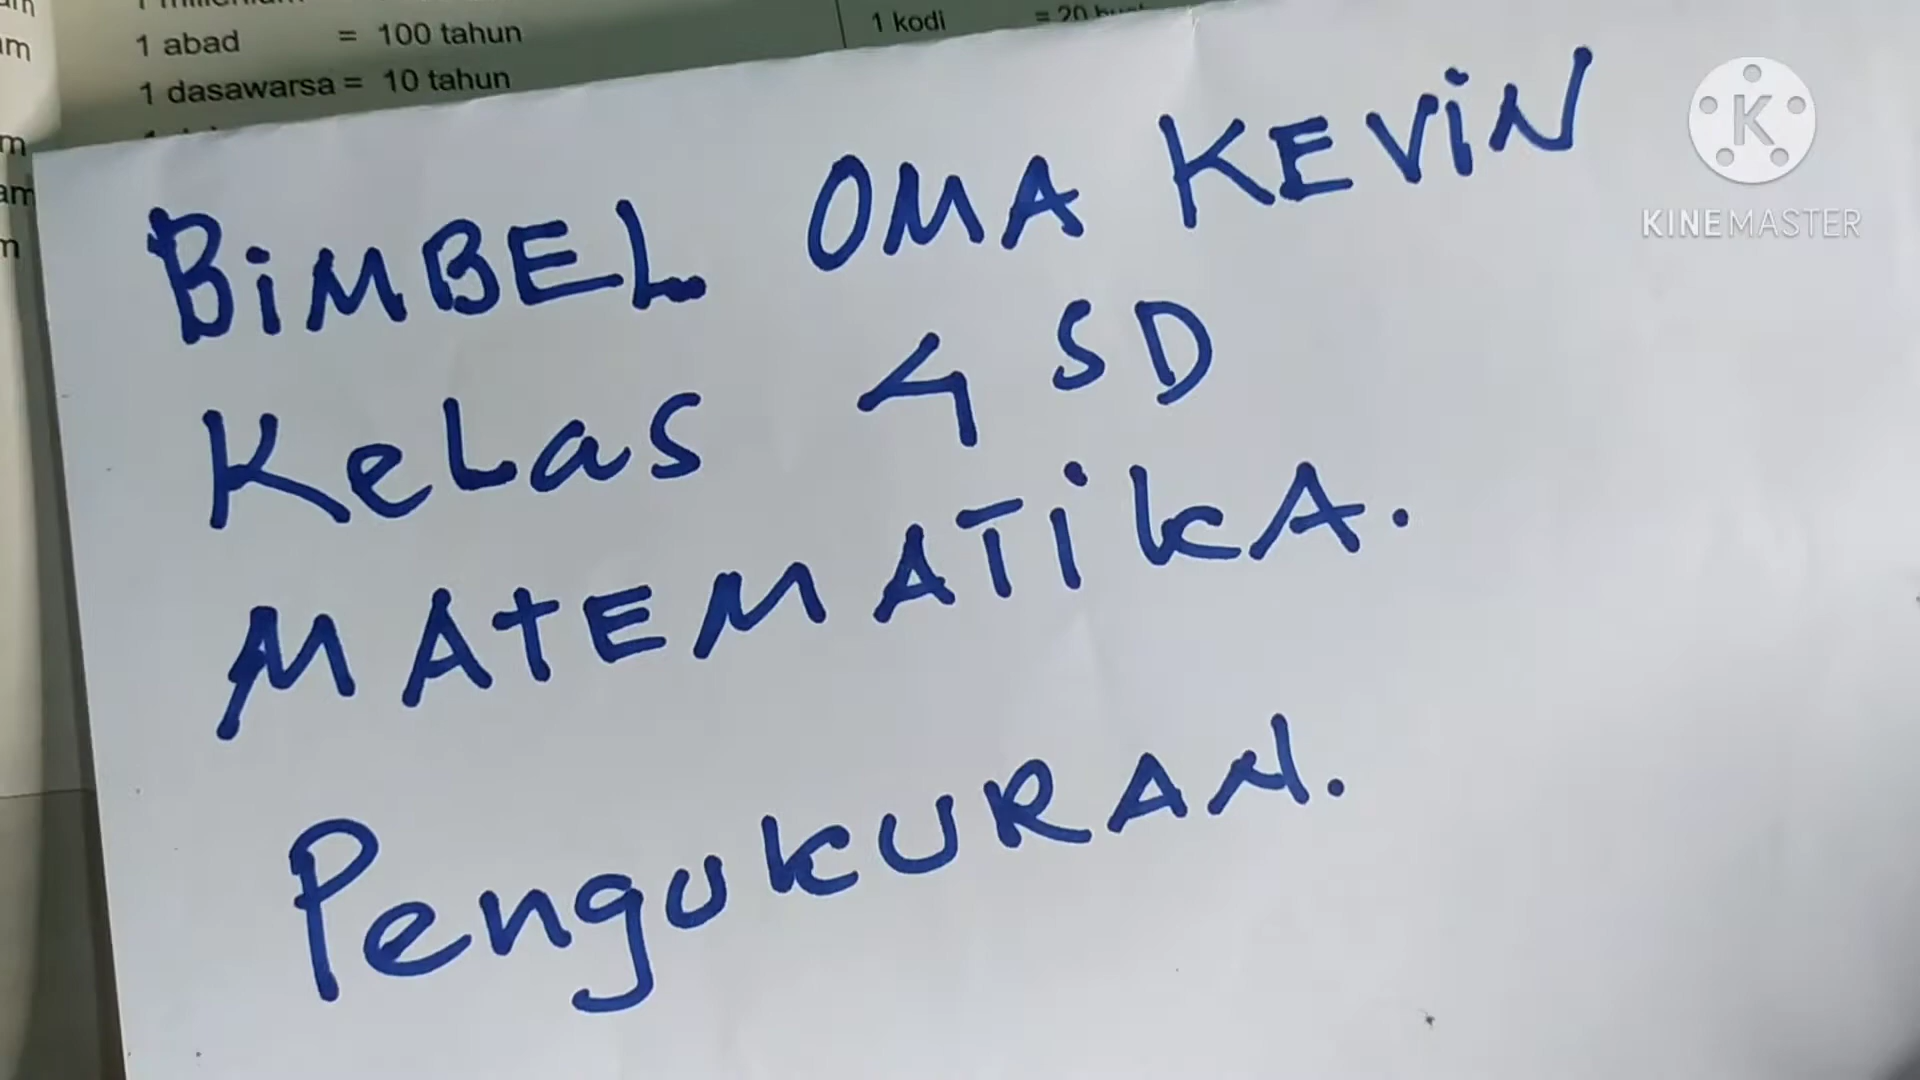 1 abad = 100 tahun
1 dasawarsa = 10 tahun
1 kodi = 20
BiMBEL OMA KEViN
KeLas 4 SD
MATEMATiKA.
PengukURAN.
KINEMASTER